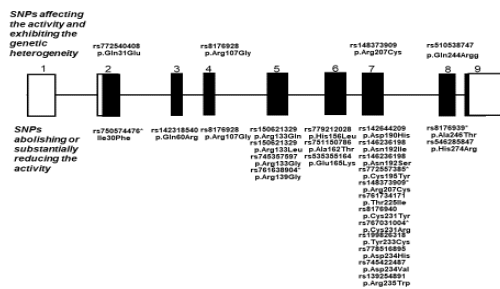 SNPs affecting
the activity and
exhibiting the
genetic
heterogeneity
rs772540408
p.Gln31Glu
rs8176928
p.Arg107Gly
rs148373909
p.Arg207Cys
rs510538747
p.Gln244Argg
1 2 3 4 5 6 7 8 9
SNPs
abolishing or
substantially
reducing the
activity
rs750574476*
Ile30Phe
rs142318540
p.Gln60Arg
rs8176928
p.Arg107Gly
rs150621329
p.Arg133Gln
rs150621329
p.Arg133Leu
rs745357597
p.Arg133Gly
rs761638904*
p.Arg139Gly
rs779212028
p.His156Leu
rs751150786
p.Ala162Thr
rs535355164
p.Glu165Lys
rs142644209
p.Asp190His
rs146236198
p.Asn192Ile
rs146236198
p.Asn192Ser
rs772557385*
p.Cys195Tyr
rs148373909*
p.Arg207Cys
rs761734171
p.Thr225Ile
rs8176940
p.Cys231Tyr
rs767031004*
p.Cys231Arg
rs199826318
p.Tyr233Cys
rs778516895
p.Asp234His
rs745422487
p.Asp234Val
rs139254891
p.Arg235Trp
rs8176939*
p.Ala246Thr
rs546285847
p.His274Arg